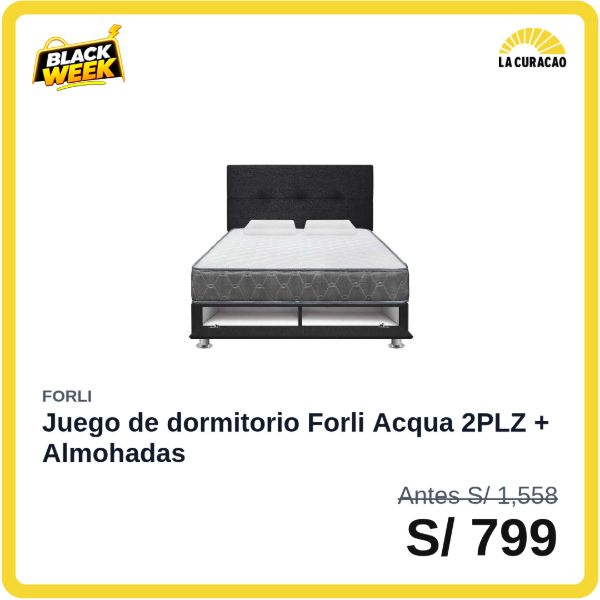 BLACK
WEEK
LA CURACAO
FORLI
Juego de dormitorio Forli Acqua 2PLZ +
Almohadas
Antes S/ 1,558
S/ 799